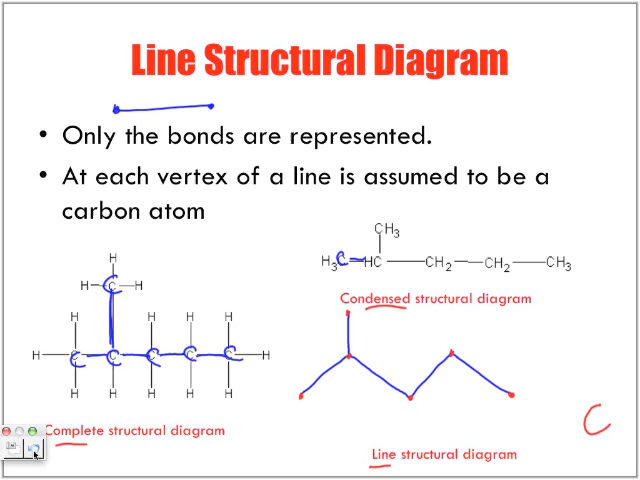 Line Structural Diagram
• Only the bonds are represented.
• At each vertex of a line is assumed to be a
carbon atom
CH3
H3C HC CH2 CH2 CH3
Condensed structural diagram
H
H C H
H H H H
H C C C C C H
H H H H H
Complete structural diagram
Line structural diagram
C